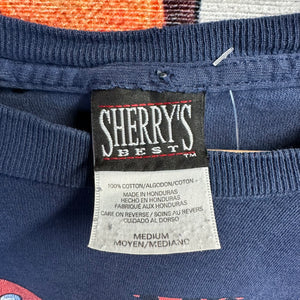 SHERRY'S
BEST
TM
100% COTTON/ALGODON/COTON
MADE IN HONDURAS
HECHO EN HONDURAS
FABRIQUÉ AUX HONDURAS
CARE ON REVERSE / SOINS AU REVERS
CUIDADO AL DORSO
MEDIUM
MOYEN/MEDIANO